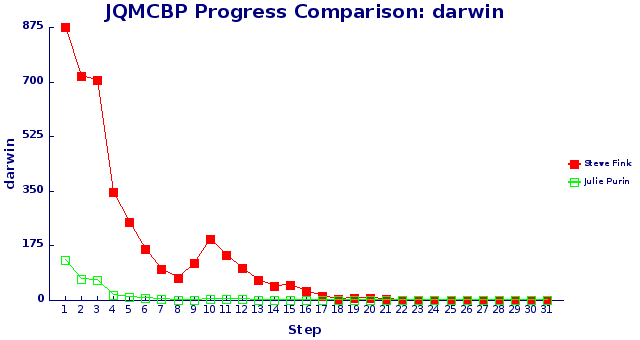 JQMCBP Progress Comparison: darwin
875
700
525
350
175
0
darwin
1 2 3 4 5 6 7 8 9 10 11 12 13 14 15 16 17 18 19 20 21 22 23 24 25 26 27 28 29 30 31
Step
Steve Fink
Julie Purin